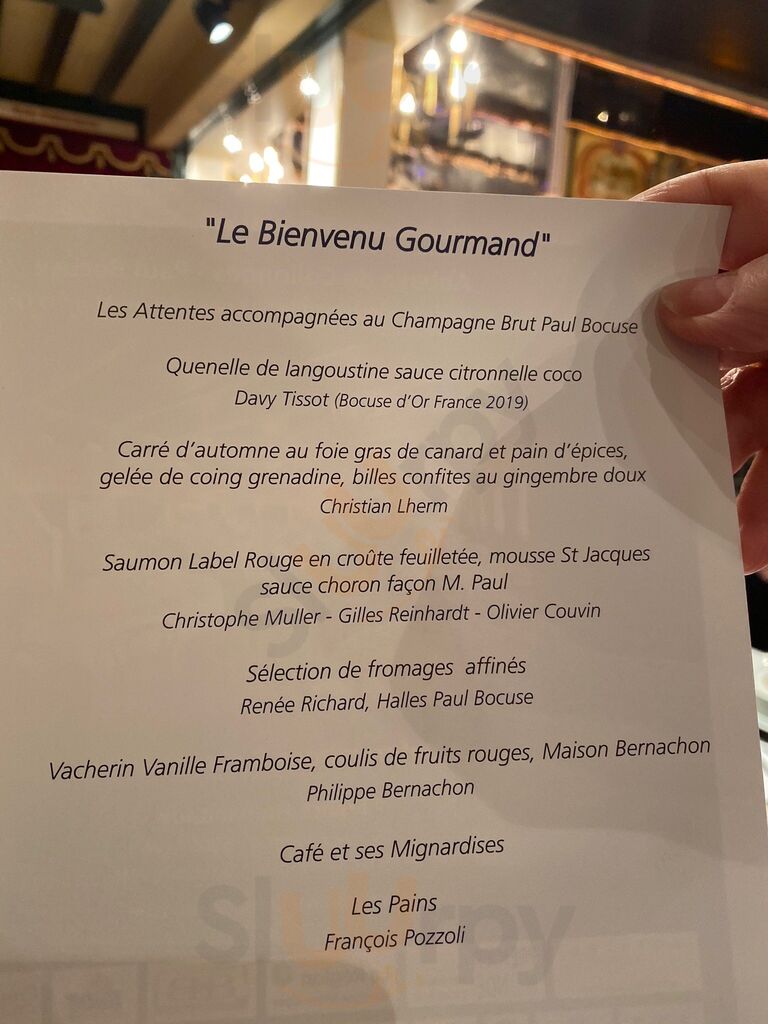 "Le Bienvenu Gourmand"
Les Attentes accompagnées au Champagne Brut Paul Bocuse
Quenelle de langoustine sauce citronnelle coco
Davy Tissot (Bocuse d'Or France 2019)
Carré d'automne au foie gras de canard et pain d'épices,
gelée de coing grenadine, billes confites au gingembre doux
Christian Lherm
Saumon Label Rouge en croûte feuilletée, mousse St Jacques
sauce choron façon M. Paul
Christophe Muller - Gilles Reinhardt - Olivier Couvin
Sélection de fromages affinés
Renée Richard, Halles Paul Bocuse
Vacherin Vanille Framboise, coulis de fruits rouges, Maison Bernachon
Philippe Bernachon
Café et ses Mignardises
Les Pains
François Pozzoli
Slurpy